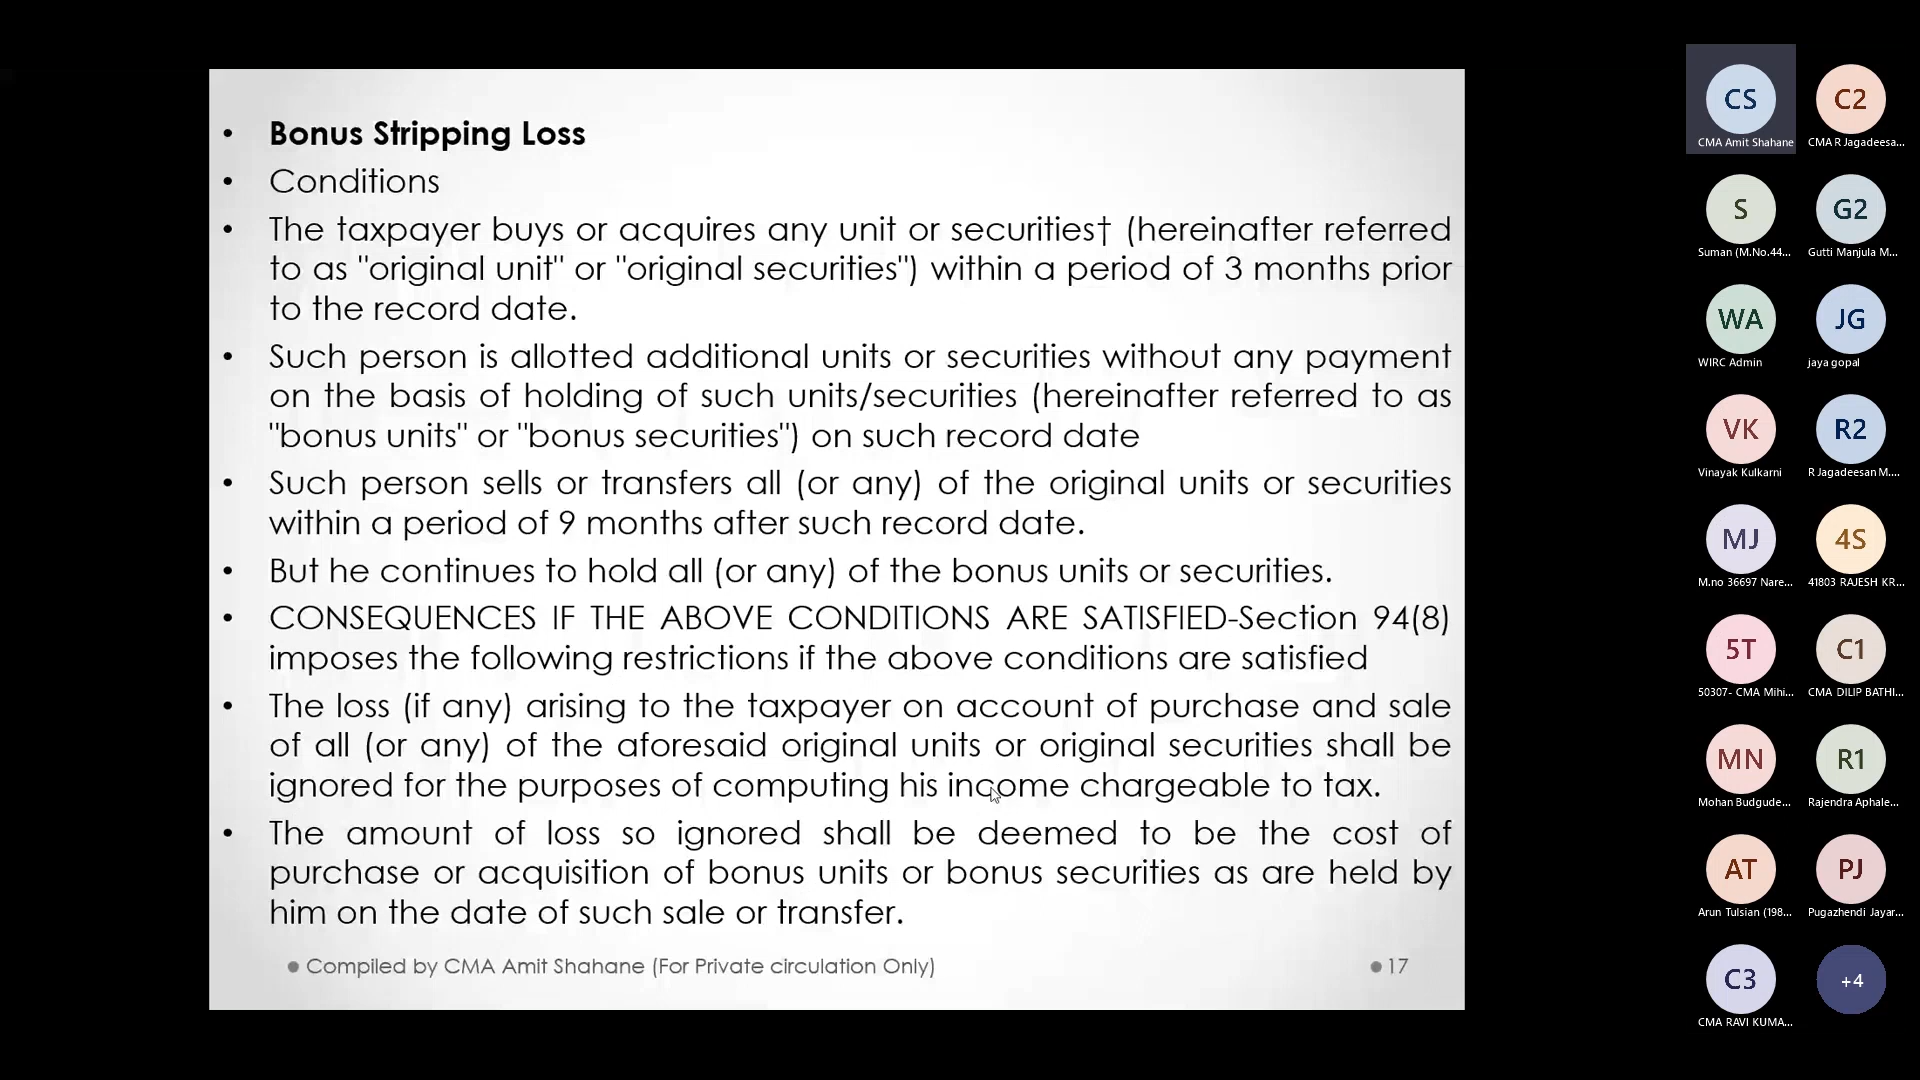 • Bonus Stripping Loss
• Conditions
• The taxpayer buys or acquires any unit or securities† (hereinafter referred
to as "original unit" or "original securities") within a period of 3 months prior
to the record date.
• Such person is allotted additional units or securities without any payment
on the basis of holding of such units/securities (hereinafter referred to as
"bonus units" or "bonus securities") on such record date
• Such person sells or transfers all (or any) of the original units or securities
within a period of 9 months after such record date.
• But he continues to hold all (or any) of the bonus units or securities.
• CONSEQUENCES IF THE ABOVE CONDITIONS ARE SATISFIED-Section 94(8)
imposes the following restrictions if the above conditions are satisfied
• The loss (if any) arising to the taxpayer on account of purchase and sale
of all (or any) of the aforesaid original units or original securities shall be
ignored for the purposes of computing his income chargeable to tax.
• The amount of loss so ignored shall be deemed to be the cost of
purchase or acquisition of bonus units or bonus securities as are held by
him on the date of such sale or transfer.
● Compiled by CMA Amit Shahane (For Private circulation Only)
● 17
CS
CMA Amit Shahane
C2
CMA R Jagadeesa...
S
Suman (M.No.44...
G2
Gutti Manjula M...
WA
WIRC Admin
JG
jaya gopal
VK
Vinayak Kulkarni
R2
R Jagadeesan M....
MJ
M.no 36697 Nare...
4S
41803 RAJESH KR...
5T
50307- CMA Mihi...
C1
CMA DILIP BATHI...
MN
Mohan Budgude...
R1
Rajendra Aphale...
AT
Arun Tulsian (198...
PJ
Pugazhendi Jayar...
C3
CMA RAVI KUMA...
+4